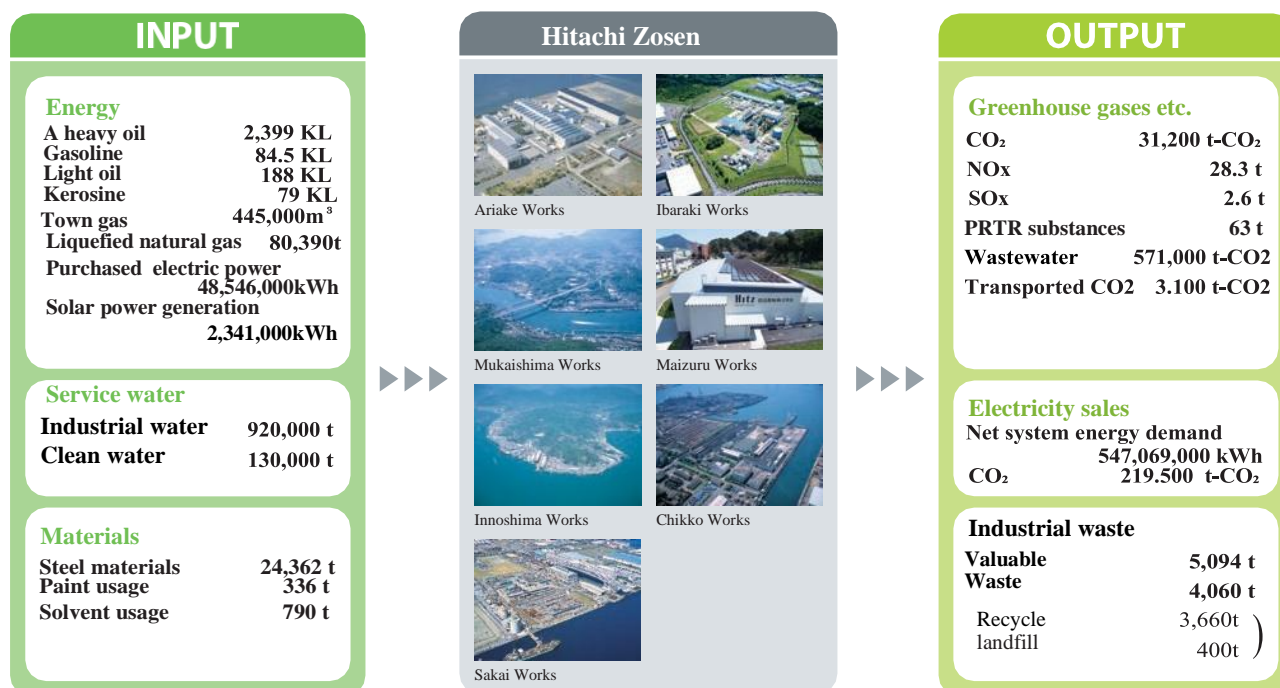 INPUT
Energy
A heavy oil 2,399 KL
Gasoline 84.5 KL
Light oil 188 KL
Kerosine 79 KL
Town gas 445,000m³
Liquefied natural gas 80,390t
Purchased electric power
48,546,000kWh
Solar power generation
2,341,000kWh
Service water
Industrial water 920,000 t
Clean water 130,000 t
Materials
Steel materials 24,362 t
Paint usage 336 t
Solvent usage 790 t
Hitachi Zosen
Ariake Works
Ibaraki Works
Mukaishima Works
Hitz
Maizuru Works
Innoshima Works
Chikko Works
Sakai Works
OUTPUT
Greenhouse gases etc.
CO₂ 31,200 t-CO₂
NOx 28.3 t
SOx 2.6 t
PRTR substances 63 t
Wastewater 571,000 t-CO2
Transported CO2 3.100 t-CO2
Electricity sales
Net system energy demand
547,069,000 kWh
CO₂ 219.500 t-CO₂
Industrial waste
Valuable 5,094 t
Waste 4,060 t
Recycle 3,660t
landfill 400t )